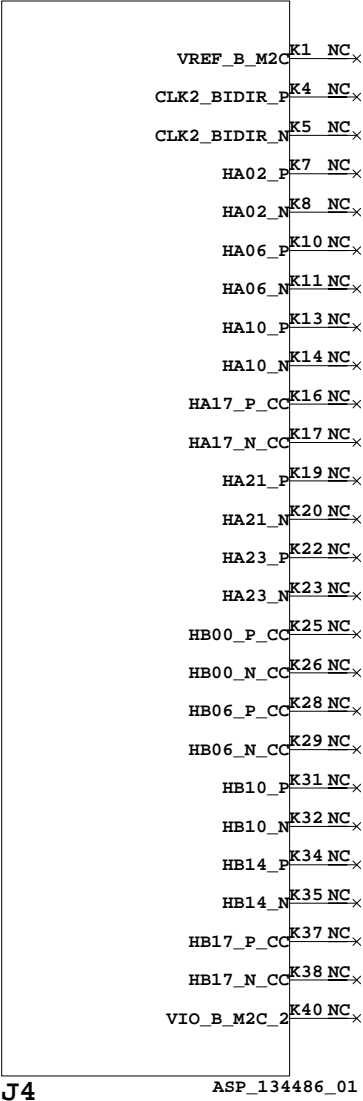 VREF_B_M2C K1 NC
CLK2_BIDIR_P K4 NC
CLK2_BIDIR_N K5 NC
HA02_P K7 NC
HA02_N K8 NC
HA06_P K10 NC
HA06_N K11 NC
HA10_P K13 NC
HA10_N K14 NC
HA17_P_CC K16 NC
HA17_N_CC K17 NC
HA21_P K19 NC
HA21_N K20 NC
HA23_P K22 NC
HA23_N K23 NC
HB00_P_CC K25 NC
HB00_N_CC K26 NC
HB06_P_CC K28 NC
HB06_N_CC K29 NC
HB10_P K31 NC
HB10_N K32 NC
HB14_P K34 NC
HB14_N K35 NC
HB17_P_CC K37 NC
HB17_N_CC K38 NC
VIO_B_M2C_2 K40 NC
J4 ASP_134486_01